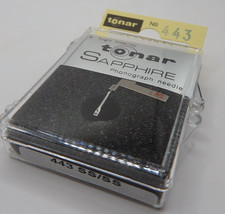 tonar
No
443
tonar
SAPPHIRE
Phonograph needle
443 SS/SS